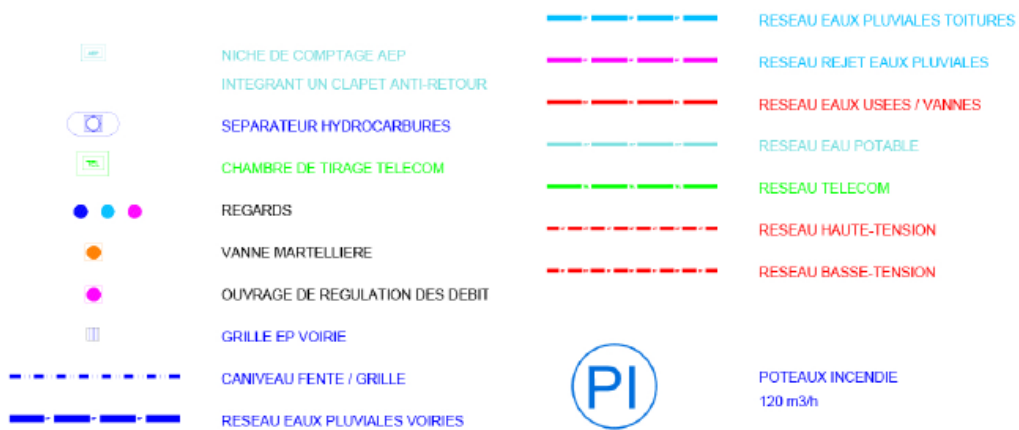 NICHE DE COMPTAGE AEP
INTEGRANT UN CLAPET ANTI-RETOUR
SEPARATEUR HYDROCARBURES
CHAMBRE DE TIRAGE TELECOM
REGARDS
VANNE MARTELLIERE
OUVRAGE DE REGULATION DES DEBIT
GRILLE EP VOIRIE
CANIVEAU FENTE / GRILLE
RESEAU EAUX PLUVIALES VOIRIES
RESEAU EAUX PLUVIALES TOITURES
RESEAU REJET EAUX PLUVIALES
RESEAU EAUX USEES / VANNES
RESEAU EAU POTABLE
RESEAU TELECOM
RESEAU HAUTE-TENSION
RESEAU BASSE-TENSION
PI
POTEAUX INCENDIE
120 m3/h